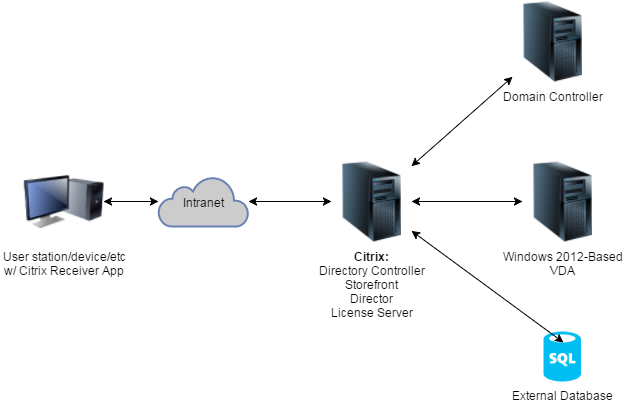 Domain Controller
Intranet
User station/device/etc
w/ Citrix Receiver App
Citrix:
Directory Controller
Storefront
Director
License Server
Windows 2012-Based
VDA
SQL
External Database